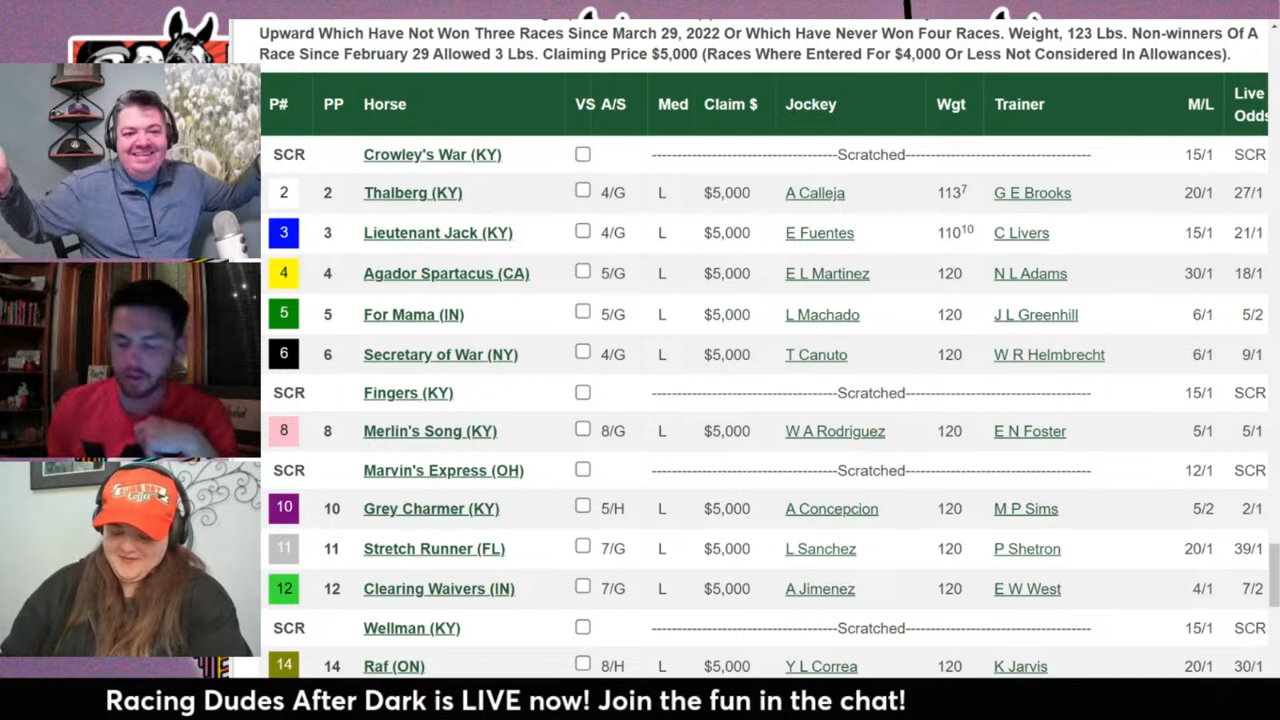 Upward Which Have Not Won Three Races Since March 29, 2022 Or Which Have Never Won Four Races. Weight, 123 Lbs. Non-winners Of A
Race Since February 29 Allowed 3 Lbs. Claiming Price $5,000 (Races Where Entered For $4,000 Or Less Not Considered In Allowances).
P# PP Horse VS A/S Med Claim $ Jockey Wgt Trainer M/L Live Odds
SCR Crowley's War (KY) Scratched 15/1 SCR
2 2 Thalberg (KY) 4/G L $5,000 A Calleja 113⁷ G E Brooks 20/1 27/1
3 3 Lieutenant Jack (KY) 4/G L $5,000 E Fuentes 110¹⁰ C Livers 15/1 21/1
4 4 Agador Spartacus (CA) 5/G L $5,000 E L Martinez 120 N L Adams 30/1 18/1
5 5 For Mama (IN) 5/G L $5,000 L Machado 120 J L Greenhill 6/1 5/2
6 6 Secretary of War (NY) 4/G L $5,000 T Canuto 120 W R Helmbrecht 6/1 9/1
SCR Fingers (KY) Scratched 15/1 SCR
8 8 Merlin's Song (KY) 8/G L $5,000 W A Rodriguez 120 E N Foster 5/1 5/1
SCR Marvin's Express (OH) Scratched 12/1 SCR
10 10 Grey Charmer (KY) 5/H L $5,000 A Concepcion 120 M P Sims 5/2 2/1
11 11 Stretch Runner (FL) 7/G L $5,000 L Sanchez 120 P Shetron 20/1 39/1
12 12 Clearing Waivers (IN) 7/G L $5,000 A Jimenez 120 E W West 4/1 7/2
SCR Wellman (KY) Scratched 15/1 SCR
14 14 Raf (ON) 8/H L $5,000 Y L Correa 120 K Jarvis 20/1 30/1
Racing Dudes After Dark is LIVE now! Join the fun in the chat!